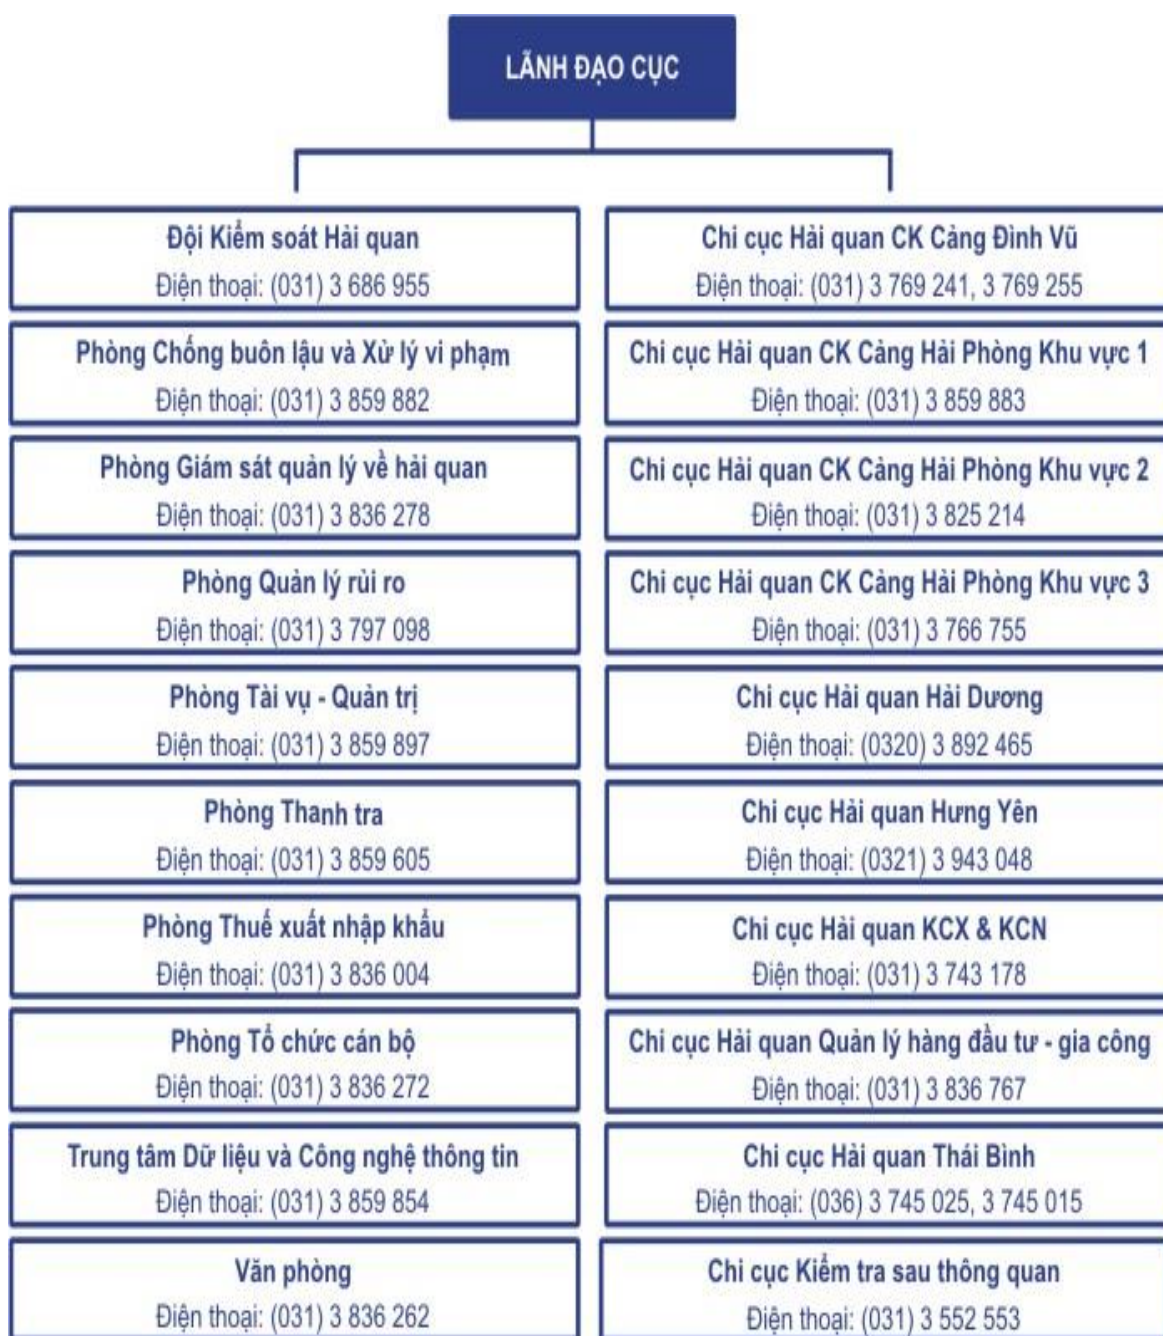 LÃNH ĐẠO CỤC
Đội Kiểm soát Hải quan
Điện thoại: (031) 3 686 955
Phòng Chống buôn lậu và Xử lý vi phạm
Điện thoại: (031) 3 859 882
Phòng Giám sát quản lý về hải quan
Điện thoại: (031) 3 836 278
Phòng Quản lý rủi ro
Điện thoại: (031) 3 797 098
Phòng Tài vụ - Quản trị
Điện thoại: (031) 3 859 897
Phòng Thanh tra
Điện thoại: (031) 3 859 605
Phòng Thuế xuất nhập khẩu
Điện thoại: (031) 3 836 004
Phòng Tổ chức cán bộ
Điện thoại: (031) 3 836 272
Trung tâm Dữ liệu và Công nghệ thông tin
Điện thoại: (031) 3 859 854
Văn phòng
Điện thoại: (031) 3 836 262
Chi cục Hải quan CK Cảng Đình Vũ
Điện thoại: (031) 3 769 241, 3 769 255
Chi cục Hải quan CK Cảng Hải Phòng Khu vực 1
Điện thoại: (031) 3 859 883
Chi cục Hải quan CK Cảng Hải Phòng Khu vực 2
Điện thoại: (031) 3 825 214
Chi cục Hải quan CK Cảng Hải Phòng Khu vực 3
Điện thoại: (031) 3 766 755
Chi cục Hải quan Hải Dương
Điện thoại: (0320) 3 892 465
Chi cục Hải quan Hưng Yên
Điện thoại: (0321) 3 943 048
Chi cục Hải quan KCX & KCN
Điện thoại: (031) 3 743 178
Chi cục Hải quan Quản lý hàng đầu tư - gia công
Điện thoại: (031) 3 836 767
Chi cục Hải quan Thái Bình
Điện thoại: (036) 3 745 025, 3 745 015
Chi cục Kiểm tra sau thông quan
Điện thoại: (031) 3 552 553